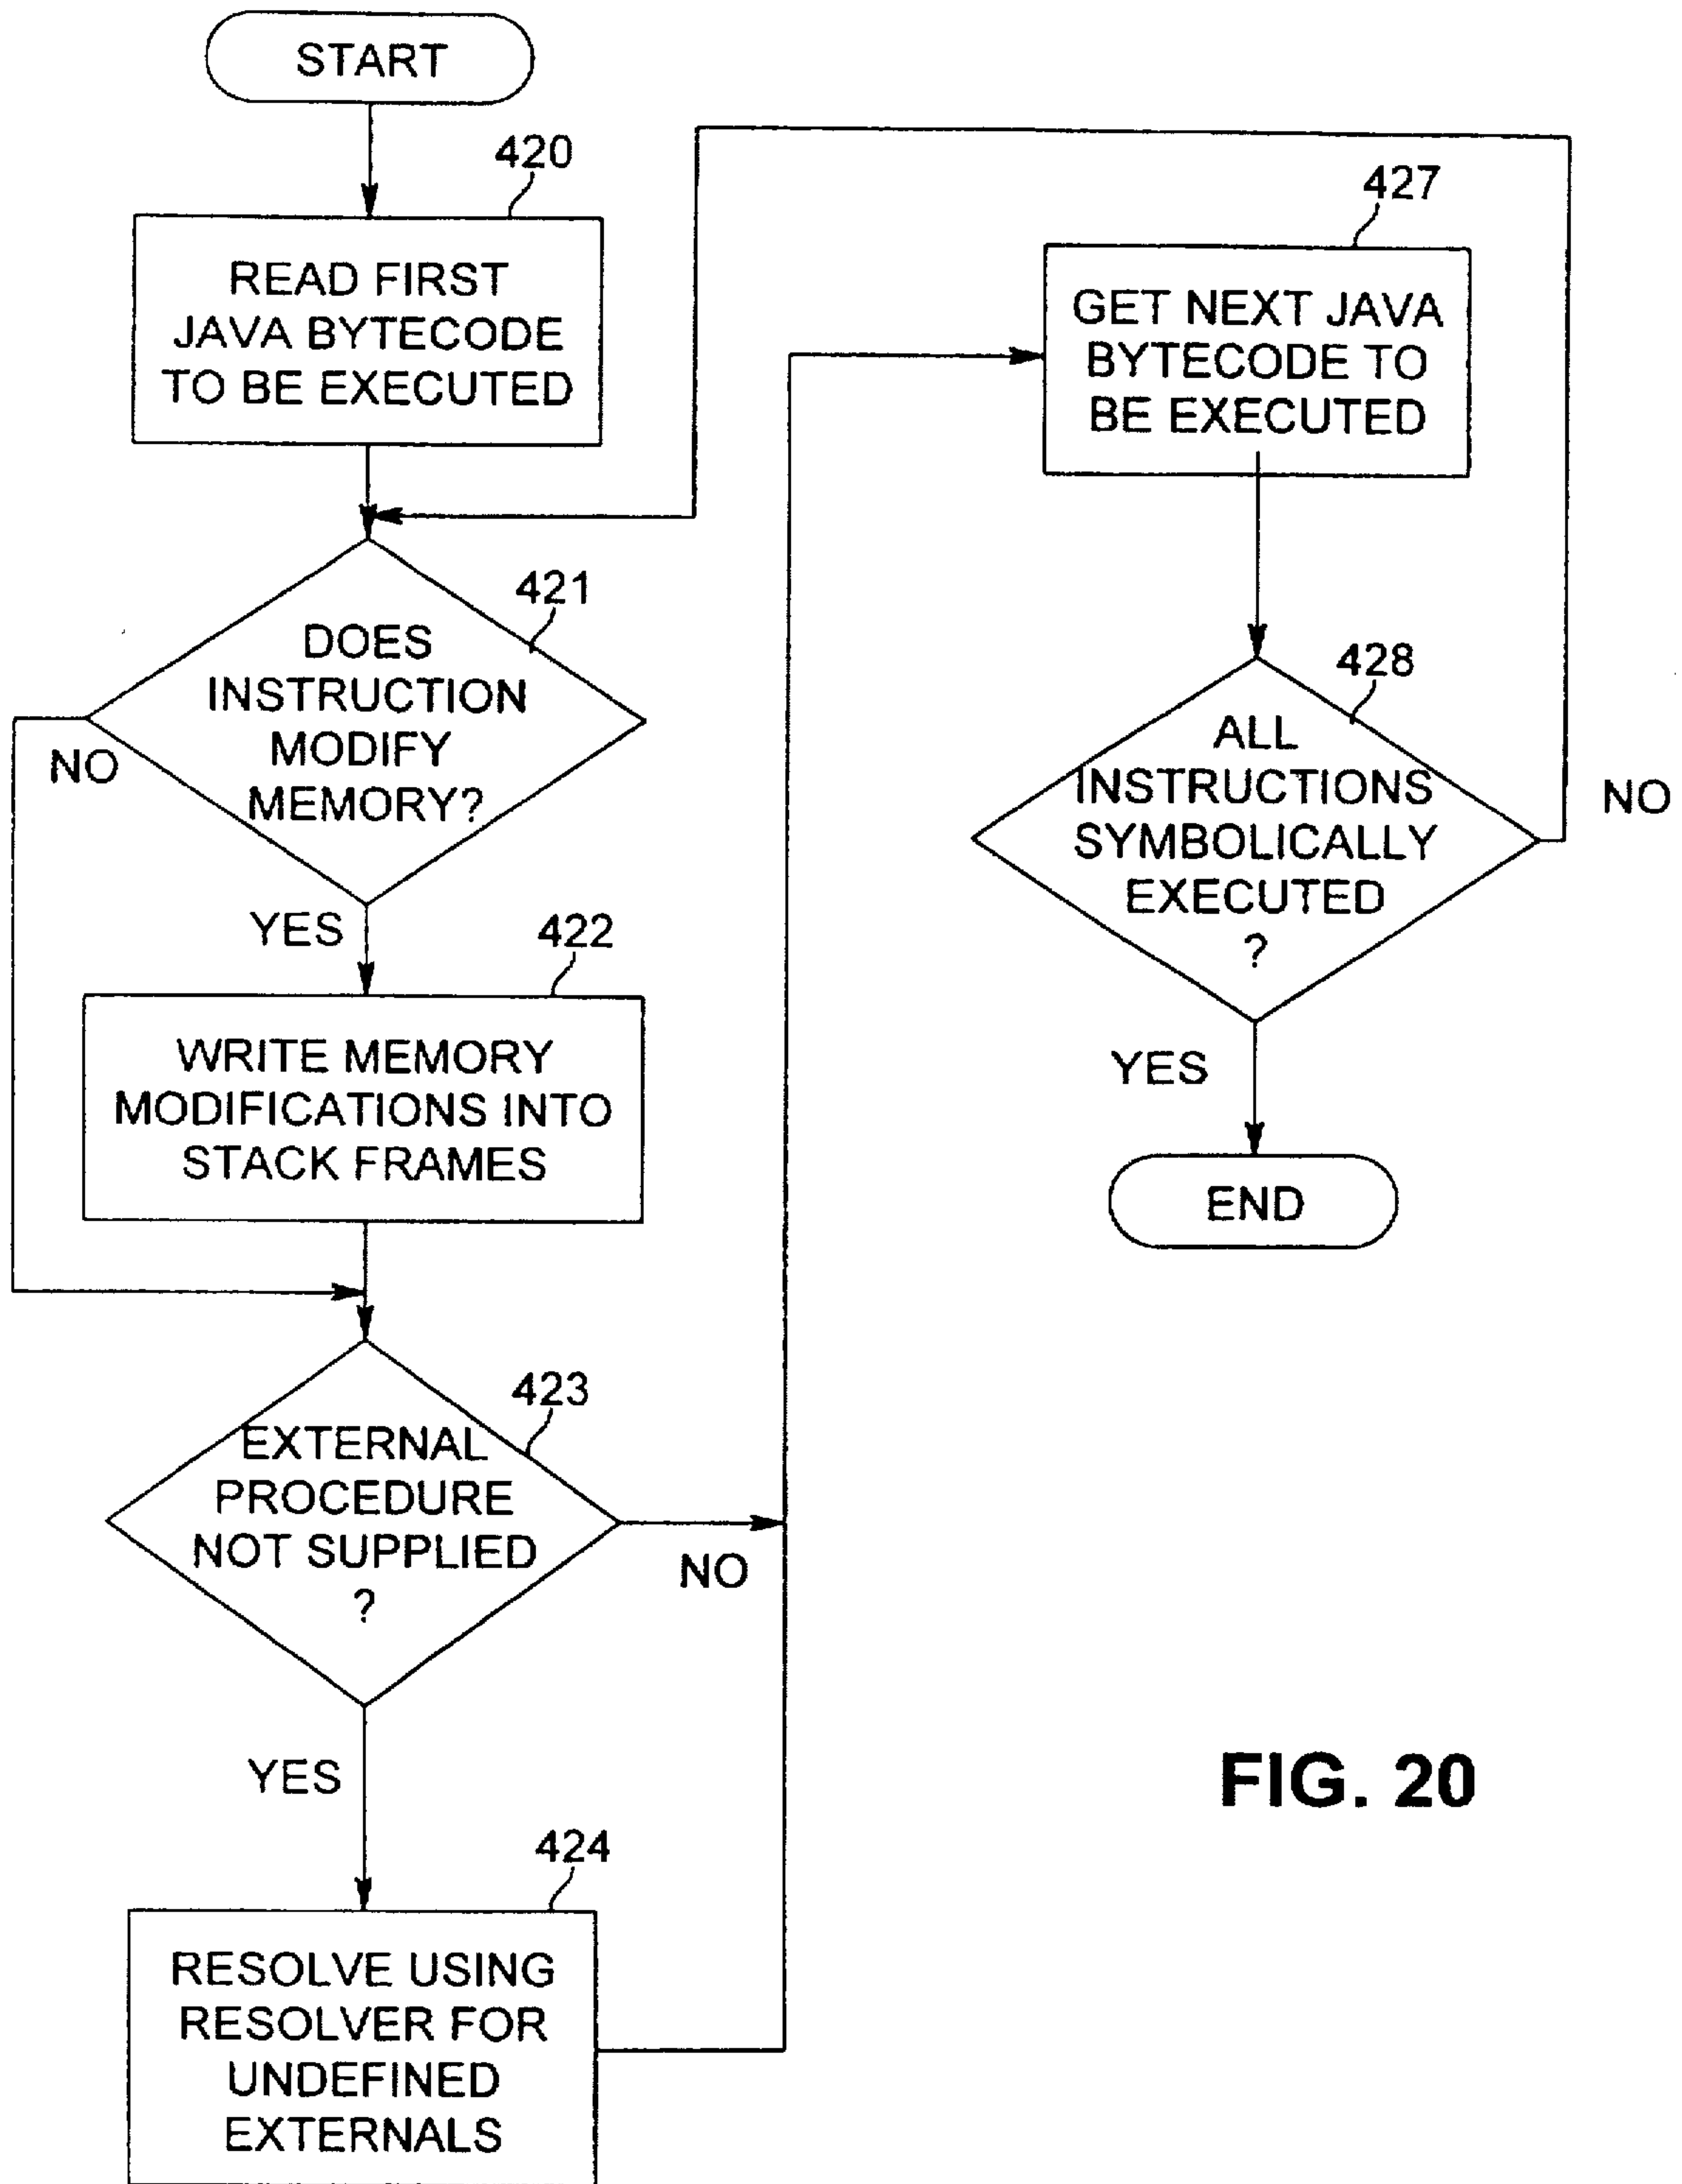 START
420
READ FIRST
JAVA BYTECODE
TO BE EXECUTED
421
DOES
INSTRUCTION
MODIFY
MEMORY?
NO
YES
422
WRITE MEMORY
MODIFICATIONS INTO
STACK FRAMES
423
EXTERNAL
PROCEDURE
NOT SUPPLIED
?
NO
YES
424
RESOLVE USING
RESOLVER FOR
UNDEFINED
EXTERNALS
427
GET NEXT JAVA
BYTECODE TO
BE EXECUTED
428
ALL
INSTRUCTIONS
SYMBOLICALLY
EXECUTED
?
NO
YES
END
FIG. 20